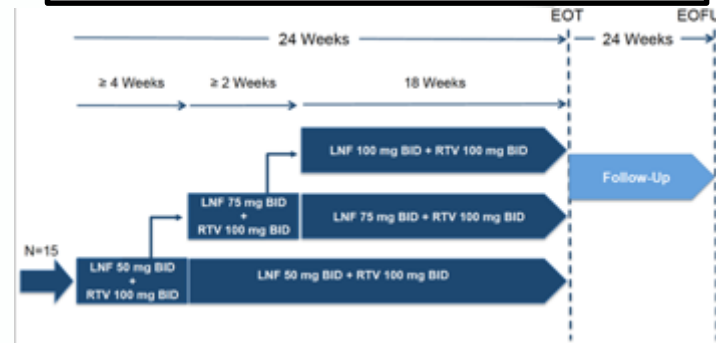 EOT EOFU
24 Weeks 24 Weeks
≥ 4 Weeks ≥ 2 Weeks 18 Weeks
LNF 100 mg BID + RTV 100 mg BID
Follow-Up
LNF 75 mg BID
+
RTV 100 mg BID
LNF 75 mg BID + RTV 100 mg BID
N=15
LNF 50 mg BID
+
RTV 100 mg BID
LNF 50 mg BID + RTV 100 mg BID